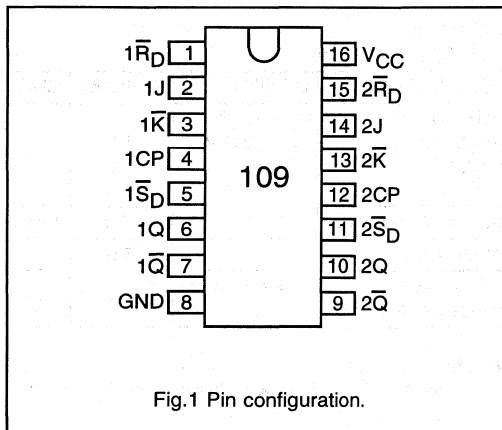 1R̅D 1 16 VCC
1J 2 15 2R̅D
1K̅ 3 14 2J
1CP 4 13 2K̅
109
1S̅D 5 12 2CP
1Q 6 11 2S̅D
1Q̅ 7 10 2Q
GND 8 9 2Q̅
Fig.1 Pin configuration.